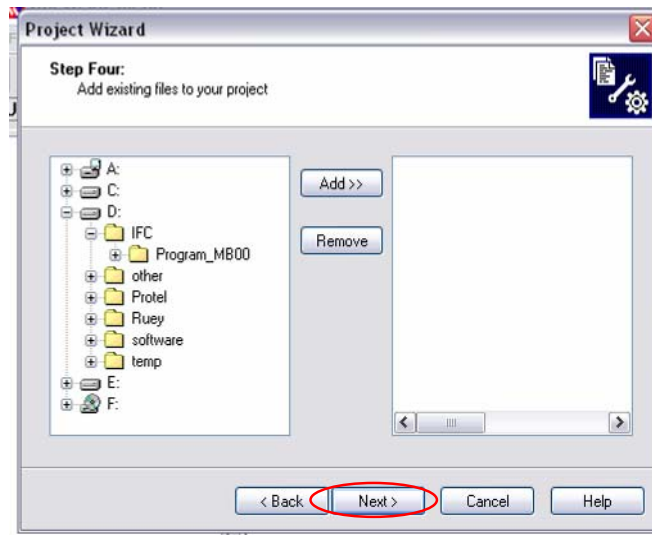 Project Wizard
Step Four:
Add existing files to your project
A:
C:
D:
IFC
Program_MB00
other
Protel
Ruey
software
temp
E:
F:
Add >>
Remove
< Back
Next >
Cancel
Help